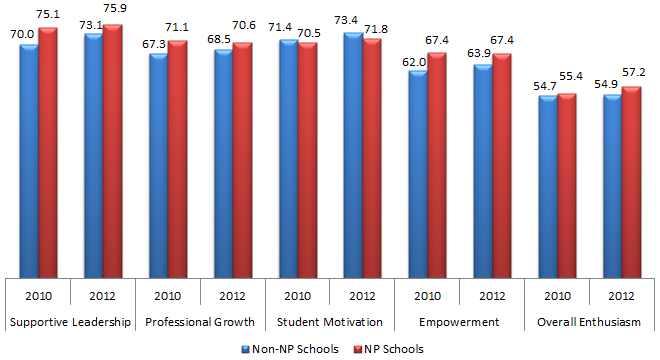 70.0 75.1 73.1 75.9 67.3 71.1 68.5 70.6 71.4 70.5 73.4 71.8 62.0 67.4 63.9 67.4 54.7 55.4 54.9 57.2
2010 2012 2010 2012 2010 2012 2010 2012 2010 2012
Supportive Leadership Professional Growth Student Motivation Empowerment Overall Enthusiasm
Non-NP Schools NP Schools